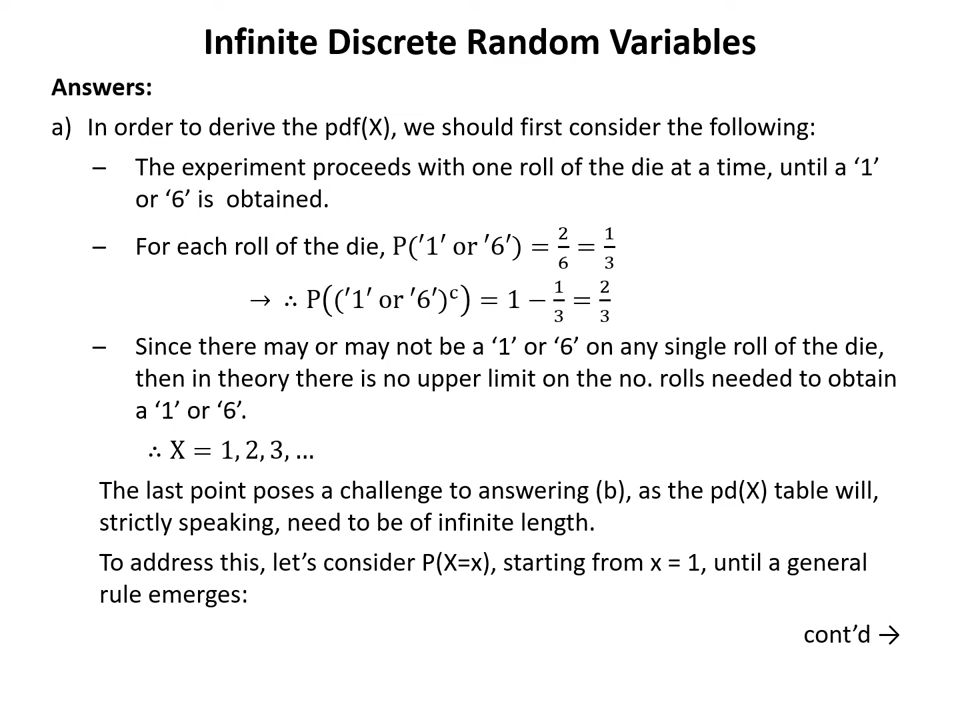 Infinite Discrete Random Variables
Answers:
a) In order to derive the pdf(X), we should first consider the following:
– The experiment proceeds with one roll of the die at a time, until a ‘1’
or ‘6’ is  obtained.
– For each roll of the die, P(′1′ or ′6′) = 2/6 = 1/3
→ ∴ P((′1′ or ′6′)ᶜ) = 1 − 1/3 = 2/3
– Since there may or may not be a ‘1’ or ‘6’ on any single roll of the die,
then in theory there is no upper limit on the no. rolls needed to obtain
a ‘1’ or ‘6’.
∴ X = 1, 2, 3, …
The last point poses a challenge to answering (b), as the pd(X) table will,
strictly speaking, need to be of infinite length.
To address this, let’s consider P(X=x), starting from x = 1, until a general
rule emerges:
cont’d →